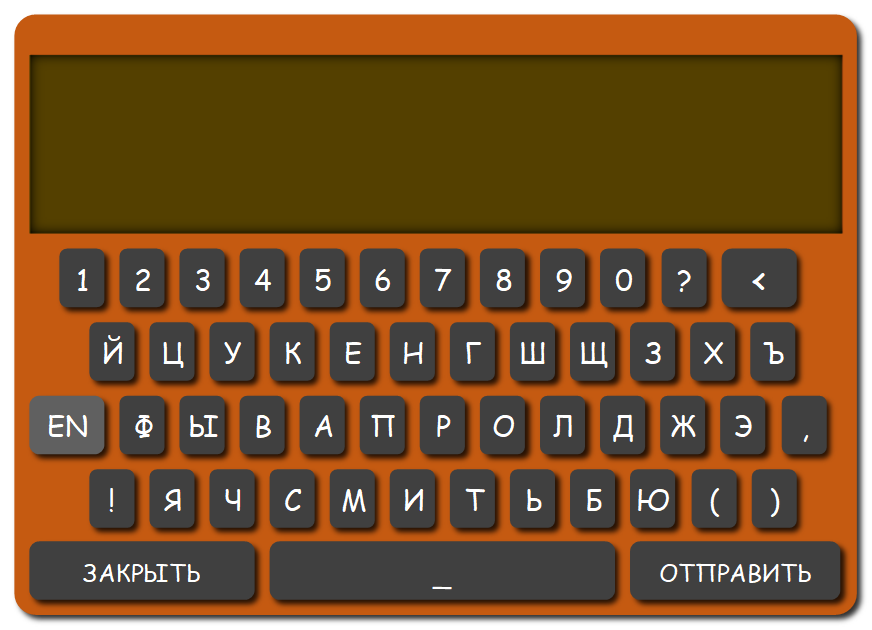 1 2 3 4 5 6 7 8 9 0 ? <
Й Ц У К Е Н Г Ш Щ З Х Ъ
EN Ф Ы В А П Р О Л Д Ж Э ,
! Я Ч С М И Т Ь Б Ю ( )
ЗАКРЫТЬ _ ОТПРАВИТЬ